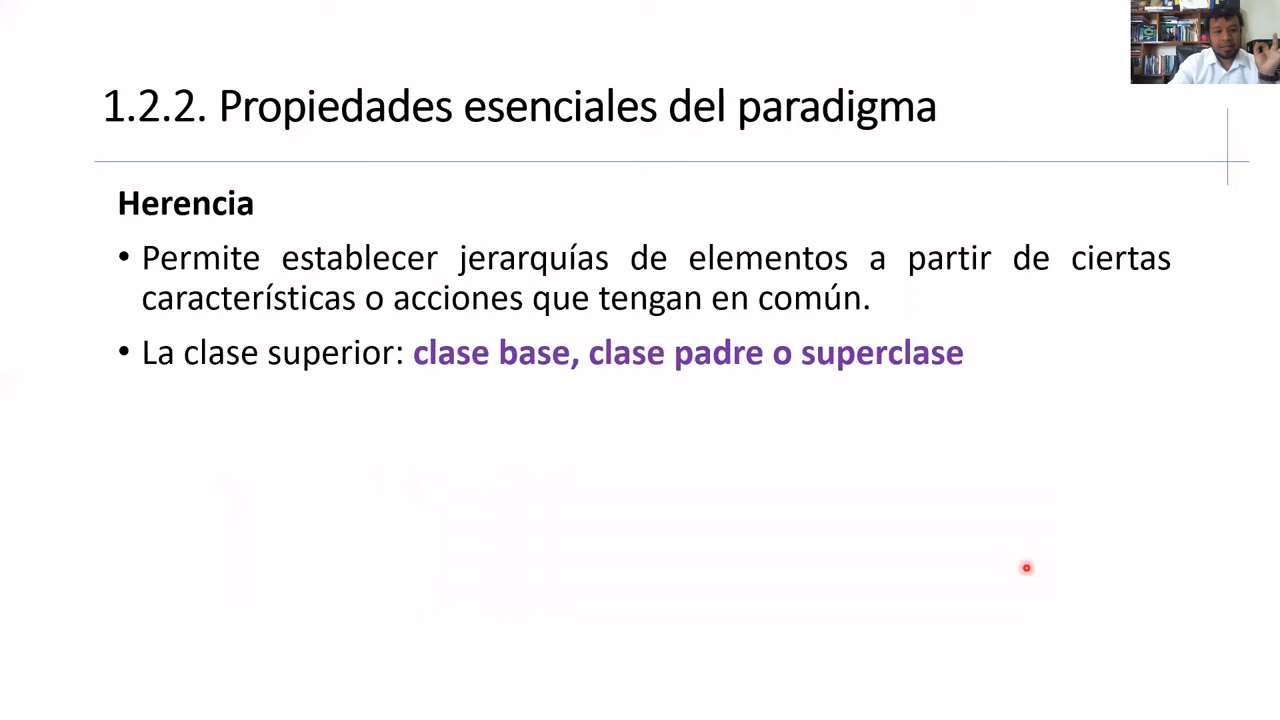 1.2.2. Propiedades esenciales del paradigma
Herencia
• Permite establecer jerarquías de elementos a partir de ciertas
características o acciones que tengan en común.
• La clase superior: clase base, clase padre o superclase